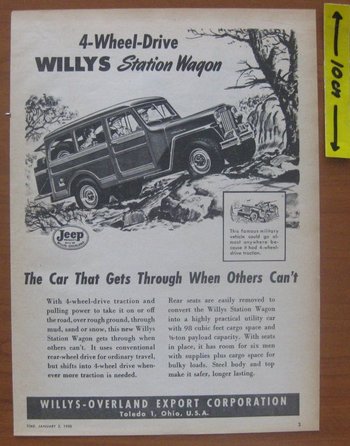 4-Wheel-Drive
WILLYS Station Wagon
10cm
Jeep
This famous military
vehicle could go al-
most anywhere be-
cause it had 4-wheel-
drive traction.
The Car That Gets Through When Others Can't
With 4-wheel-drive traction and
pulling power to take it on or off
the road, over rough ground, through
mud, sand or snow, this new Willys
Station Wagon gets through when
others can't. It uses conventional
rear-wheel drive for ordinary travel,
but shifts into 4-wheel drive when-
ever more traction is needed.
Rear seats are easily removed to
convert the Willys Station Wagon
into a highly practical utility car
with 98 cubic feet cargo space and
-ton payload capacity. With seats
in place, it has room for six men
with supplies plus cargo space for
bulky loads. Steel body and top
make it safer, longer lasting.
WILLYS-OVERLAND EXPORT CORPORATION
Toledo 1, Ohio, U.S.A.
TIME, JANUARY 2, 1950
3